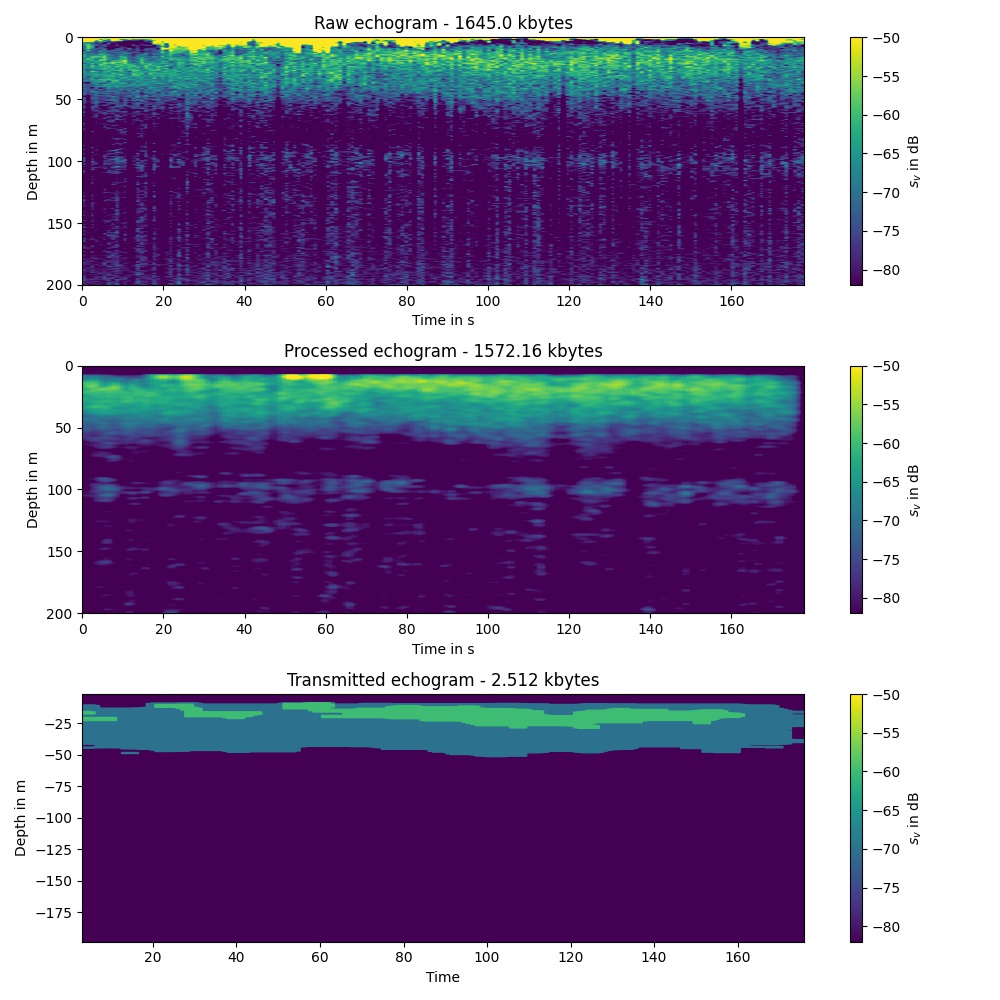 Raw echogram - 1645.0 kbytes
0
50
100
150
200
Depth in m
0 20 40 60 80 100 120 140 160
Time in s
−50
−55
−60
−65
−70
−75
−80
sv in dB
Processed echogram - 1572.16 kbytes
0
50
100
150
200
Depth in m
0 20 40 60 80 100 120 140 160
Time in s
−50
−55
−60
−65
−70
−75
−80
sv in dB
Transmitted echogram - 2.512 kbytes
−25
−50
−75
−100
−125
−150
−175
Depth in m
20 40 60 80 100 120 140 160
Time
−50
−55
−60
−65
−70
−75
−80
sv in dB